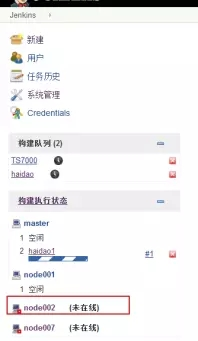 Jenkins
新建
用户
任务历史
系统管理
Credentials
构建队列 (2)
TS7000
haidao
构建执行状态
master
1 空闲
2 haidao1 #1
node001
1 空闲
node002 (未在线)
node007 (未在线)